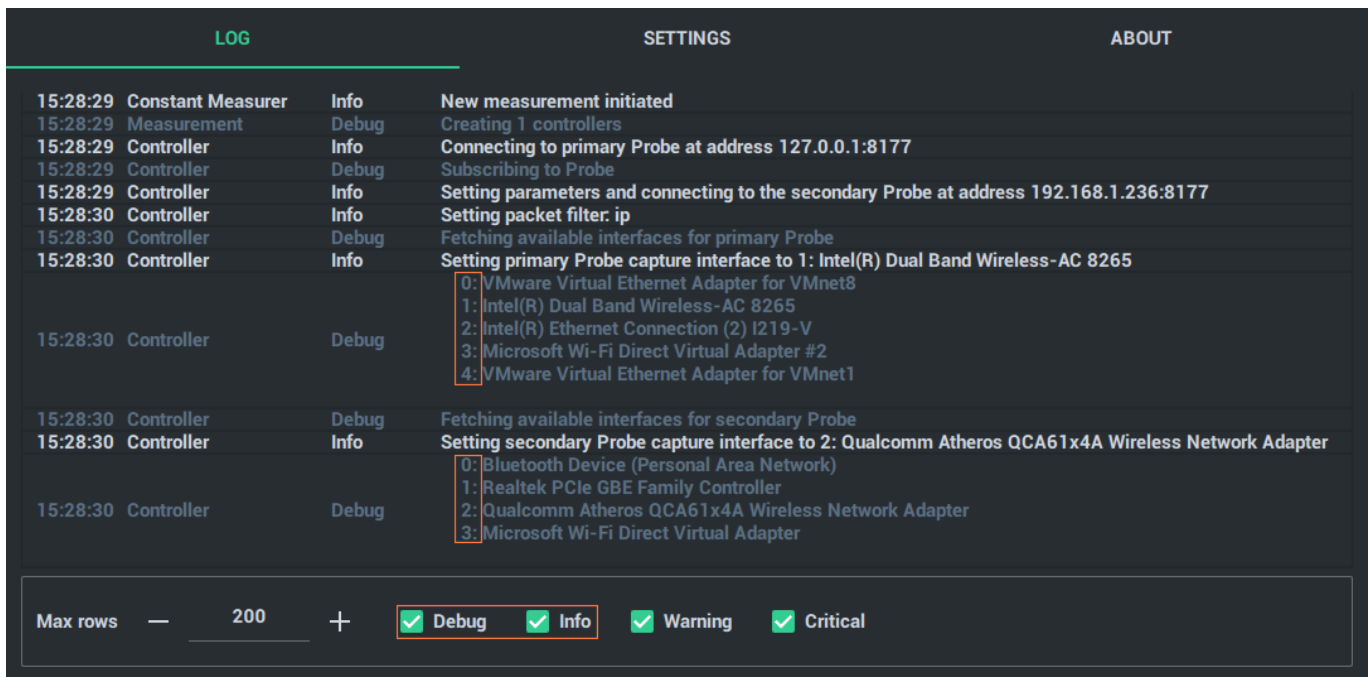 LOG SETTINGS ABOUT
15:28:29 Constant Measurer Info New measurement initiated
15:28:29 Measurement Debug Creating 1 controllers
15:28:29 Controller Info Connecting to primary Probe at address 127.0.0.1:8177
15:28:29 Controller Debug Subscribing to Probe
15:28:29 Controller Info Setting parameters and connecting to the secondary Probe at address 192.168.1.236:8177
15:28:30 Controller Info Setting packet filter: ip
15:28:30 Controller Debug Fetching available interfaces for primary Probe
15:28:30 Controller Info Setting primary Probe capture interface to 1: Intel(R) Dual Band Wireless-AC 8265
0: VMware Virtual Ethernet Adapter for VMnet8
1: Intel(R) Dual Band Wireless-AC 8265
2: Intel(R) Ethernet Connection (2) I219-V
15:28:30 Controller Debug
3: Microsoft Wi-Fi Direct Virtual Adapter #2
4: VMware Virtual Ethernet Adapter for VMnet1
15:28:30 Controller Debug Fetching available interfaces for secondary Probe
15:28:30 Controller Info Setting secondary Probe capture interface to 2: Qualcomm Atheros QCA61x4A Wireless Network Adapter
0: Bluetooth Device (Personal Area Network)
1: Realtek PCIe GBE Family Controller
15:28:30 Controller Debug 2: Qualcomm Atheros QCA61x4A Wireless Network Adapter
3: Microsoft Wi-Fi Direct Virtual Adapter
Max rows — 200 + Debug Info Warning Critical